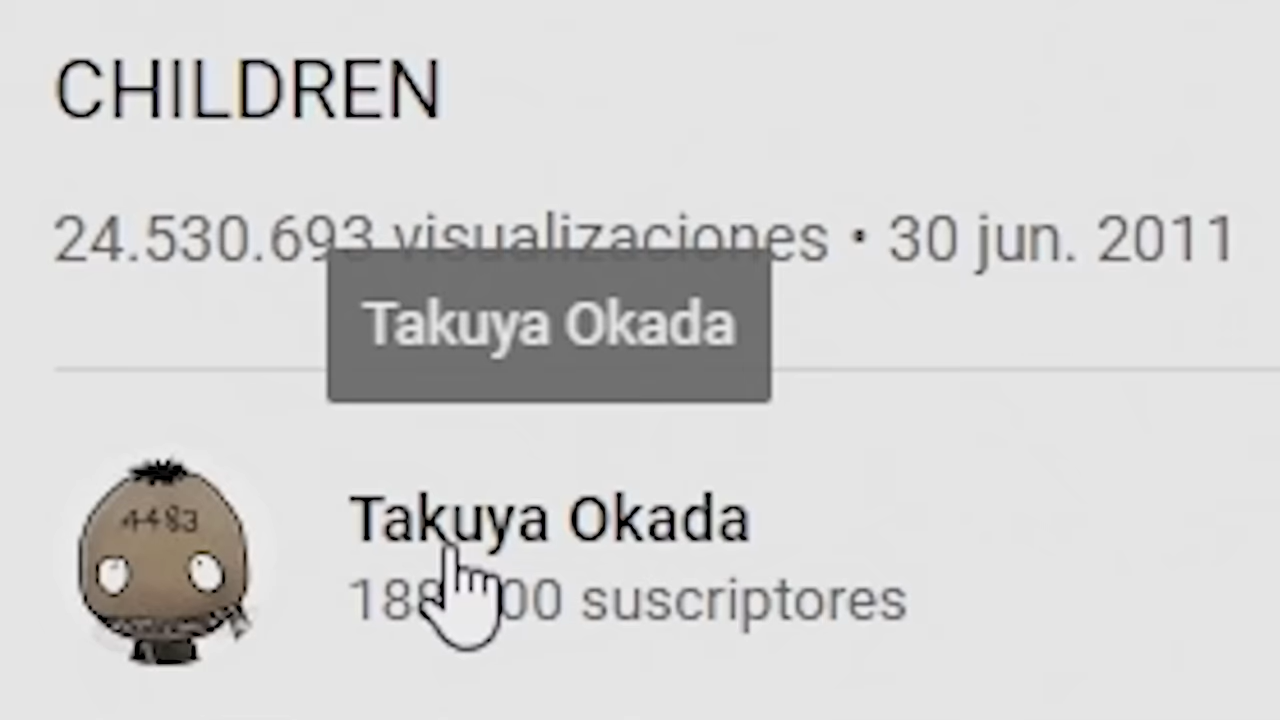 CHILDREN
24.530.693 visualizaciones • 30 jun. 2011
Takuya Okada
4483
Takuya Okada
suscriptores